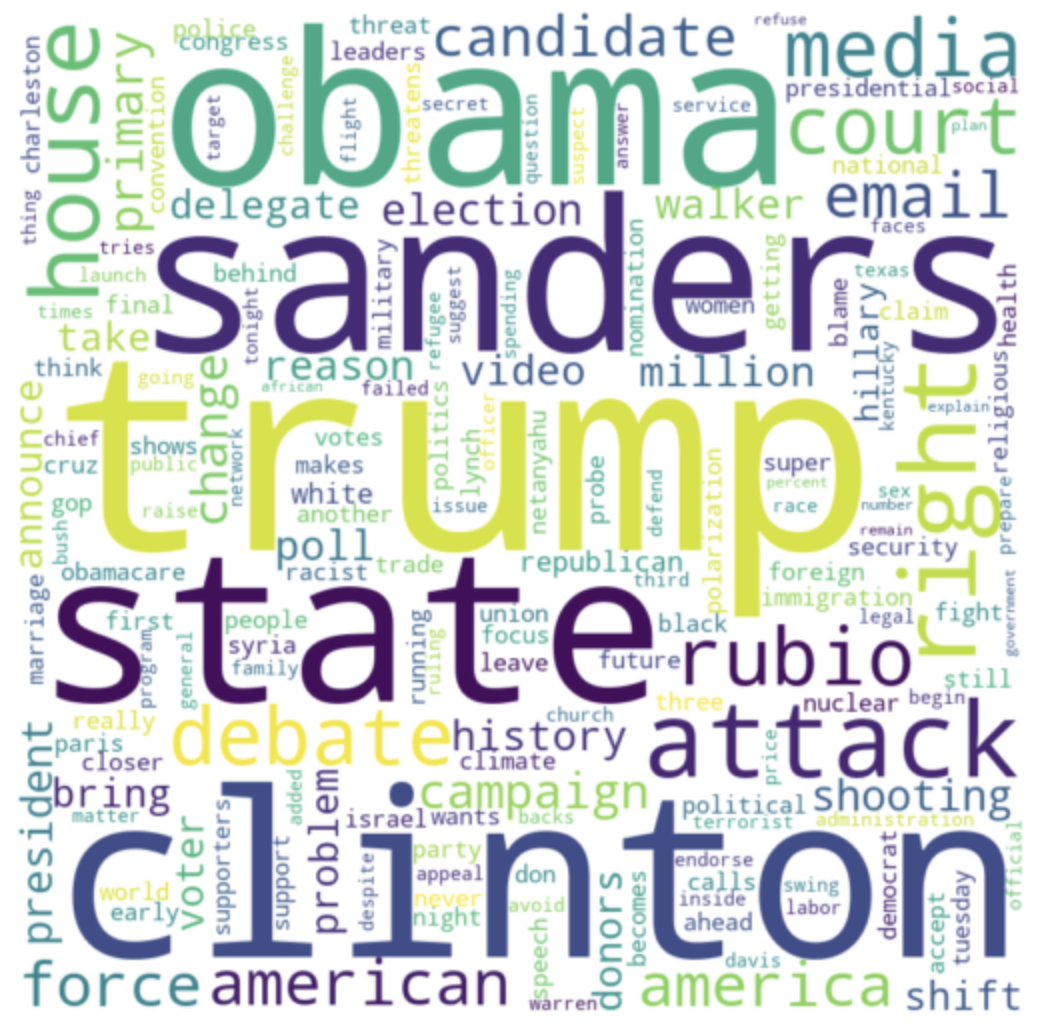 refuse
police
threat
candidate
media
congress
leaders
obama
house
primary
charleston
convention
target
challenge
flight
threatens
secret
question
suspect
answer
service
presidential
social
court
plan
national
thing
delegate
election
walker
email
faces
tries
sanders
launch
behind
military
suggest
refugee
spending
nomination
women
getting
blame
texas
hillary
claim
health
times
final
tonight
take
reason
video
million
think
going
african
failed
kentucky
explain
religious
right
trump
announce
change
chief
shows
votes
politics
lynch
officer
netanyahu
probe
super
cruz
public
network
makes
white
percent
sex
gop
raise
another
issue
defend
polarization
race
number
prepare
bush
poll
remain
security
obamacare
racist
trade
republican
third
foreign
immigration
government
marriage
state
first
people
running
union
black
legal
fight
program
general
syria
focus
ruling
family
leave
future
rubio
still
really
debate
church
three
nuclear
begin
paris
history
attack
closer
climate
price
president
bring
added
campaign
political
shooting
matter
problem
israel
wants
backs
terrorist
administration
clinton
voter
supporters
support
despite
party
appeal
endorse
democrat
official
world
never
don
calls
inside
swing
labor
early
night
avoid
donors
becomes
ahead
accept
tuesday
speech
davis
force
american
warren
america
shift